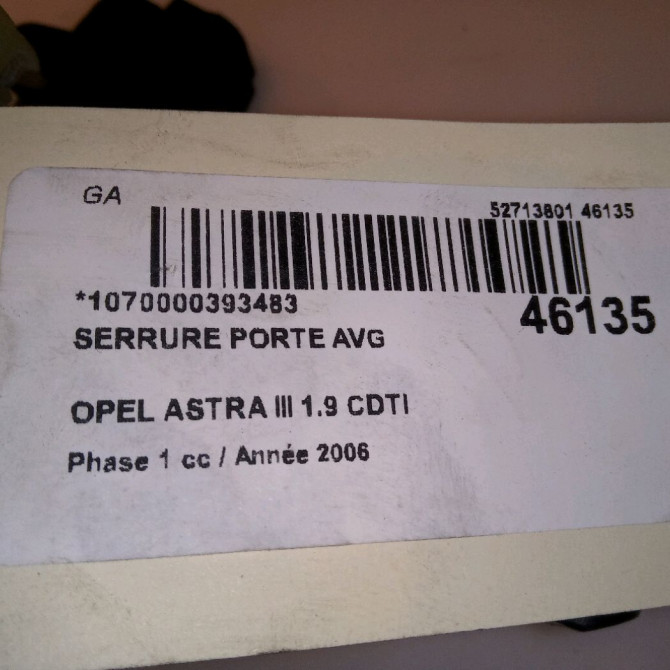 GA
52713801 46135
*1070000393483
46135
SERRURE PORTE AVG
OPEL ASTRA III 1.9 CDTI
Phase 1 cc / Année 2006